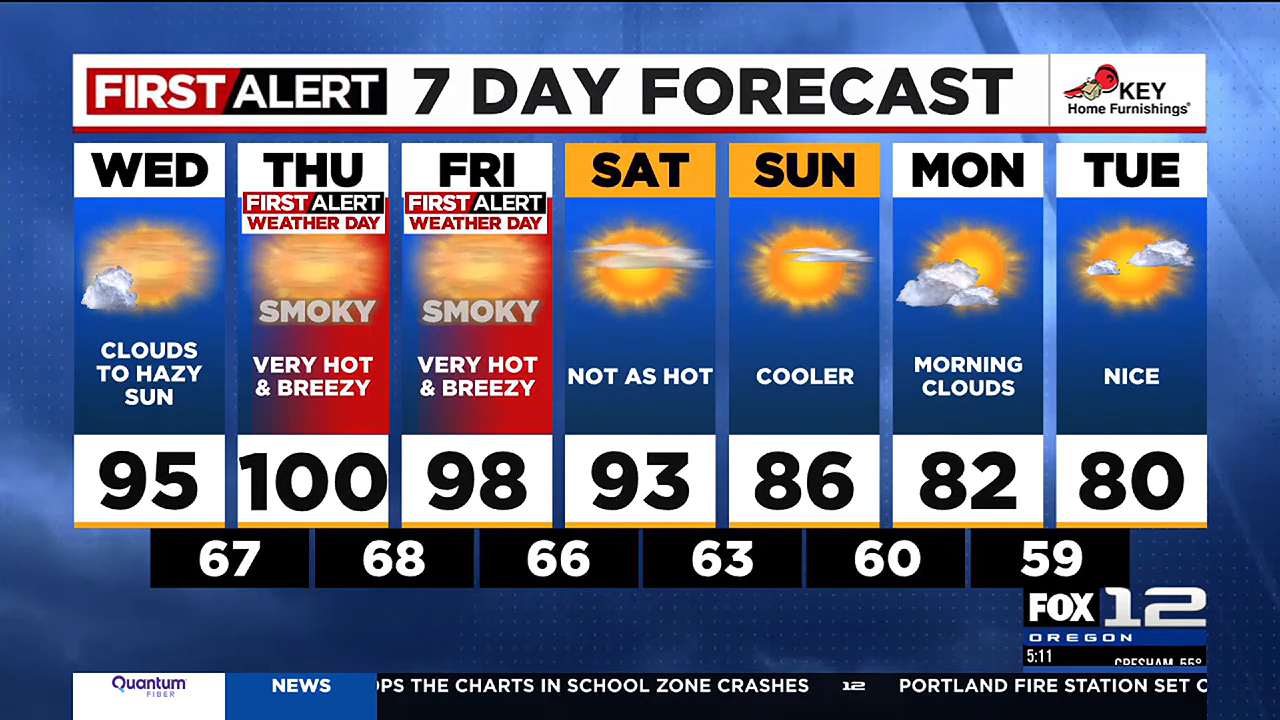 FIRST ALERT 7 DAY FORECAST
KEY
Home Furnishings®
WED
THU
FRI
SAT
SUN
MON
TUE
FIRST ALERT
WEATHER DAY
FIRST ALERT
WEATHER DAY
SMOKY
SMOKY
CLOUDS
TO HAZY
SUN
VERY HOT
& BREEZY
VERY HOT
& BREEZY
NOT AS HOT
COOLER
MORNING
CLOUDS
NICE
95
100
98
93
86
82
80
67
68
66
63
60
59
FOX 12
OREGON
5:11
GRESHAM 55°
Quantum
FIBER
NEWS
OPS THE CHARTS IN SCHOOL ZONE CRASHES 12 PORTLAND FIRE STATION SET